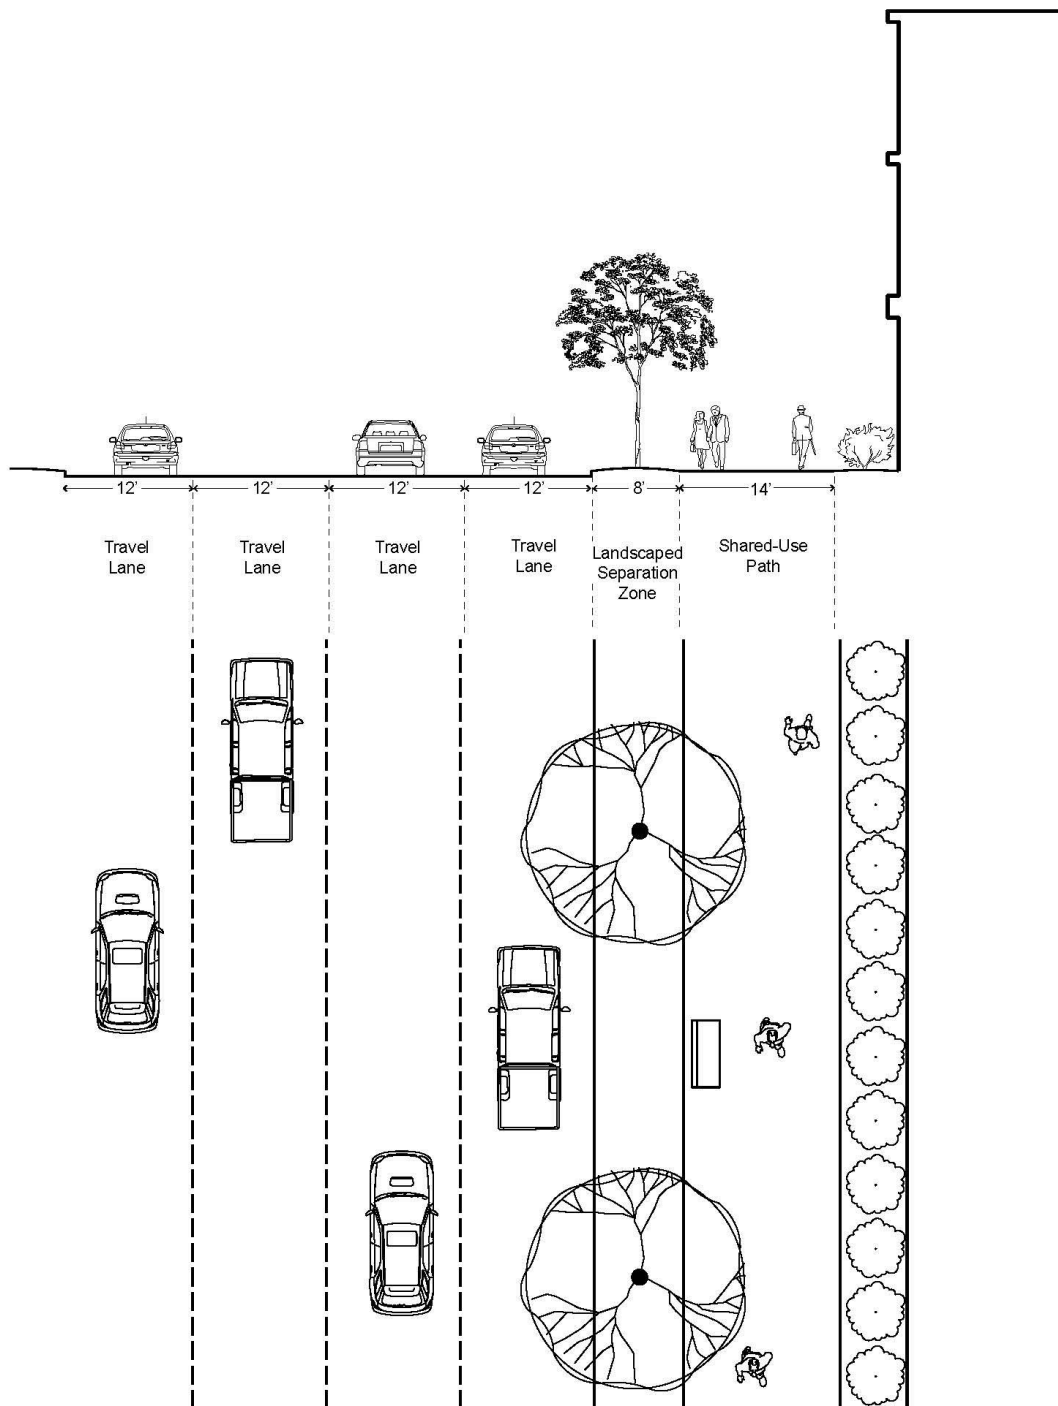 12' 12' 12' 12' 8' 14'
Travel
Lane
Travel
Lane
Travel
Lane
Travel
Lane
Landscaped
Separation
Zone
Shared-Use
Path